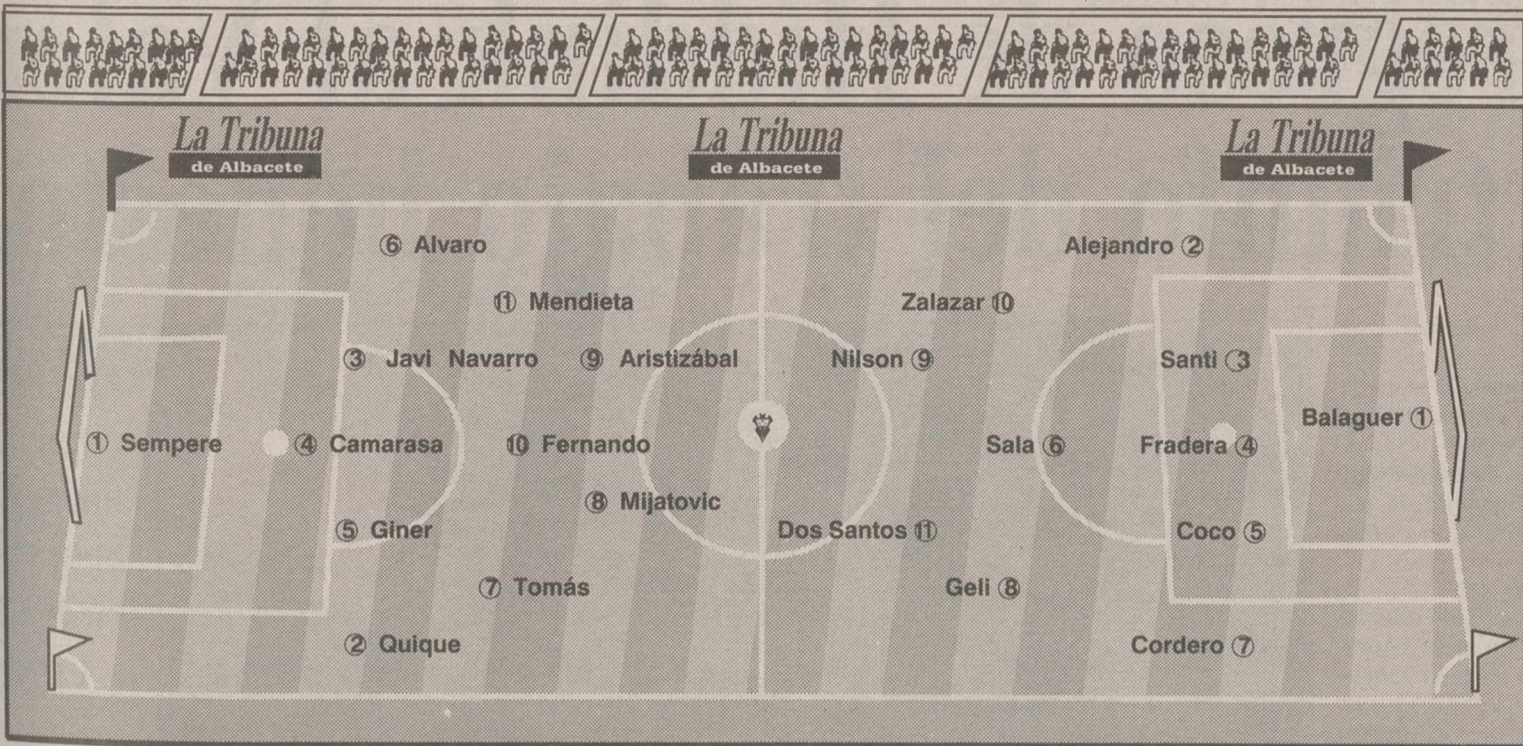 La Tribuna
de Albacete
La Tribuna
de Albacete
La Tribuna
de Albacete
⑥ Alvaro
⑪ Mendieta
③ Javi Navarro
⑨ Aristizábal
① Sempere
④ Camarasa
⑩ Fernando
⑧ Mijatovic
⑤ Giner
⑦ Tomás
② Quique
Alejandro ②
Zalazar ⑩
Nilson ⑨
Santi ③
Balaguer ①
Sala ⑥
Fradera ④
Dos Santos ⑪
Coco ⑤
Geli ⑧
Cordero ⑦